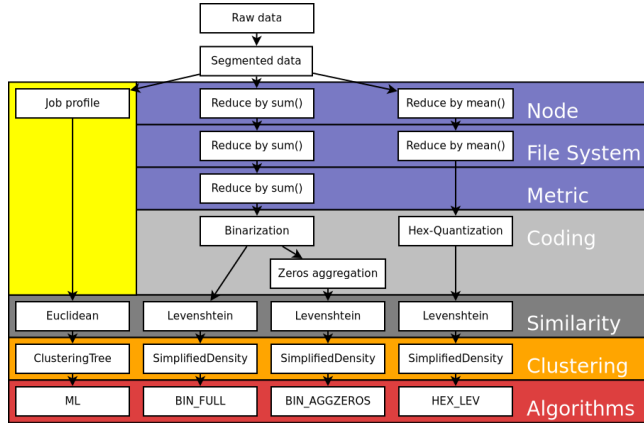 Raw data
Segmented data
Job profile
Reduce by sum()
Reduce by mean()
Node
Reduce by sum()
Reduce by mean()
File System
Reduce by sum()
Metric
Binarization
Hex-Quantization
Coding
Zeros aggregation
Euclidean
Levenshtein
Levenshtein
Levenshtein
Similarity
ClusteringTree
SimplifiedDensity
SimplifiedDensity
SimplifiedDensity
Clustering
ML
BIN_FULL
BIN_AGGZEROS
HEX_LEV
Algorithms